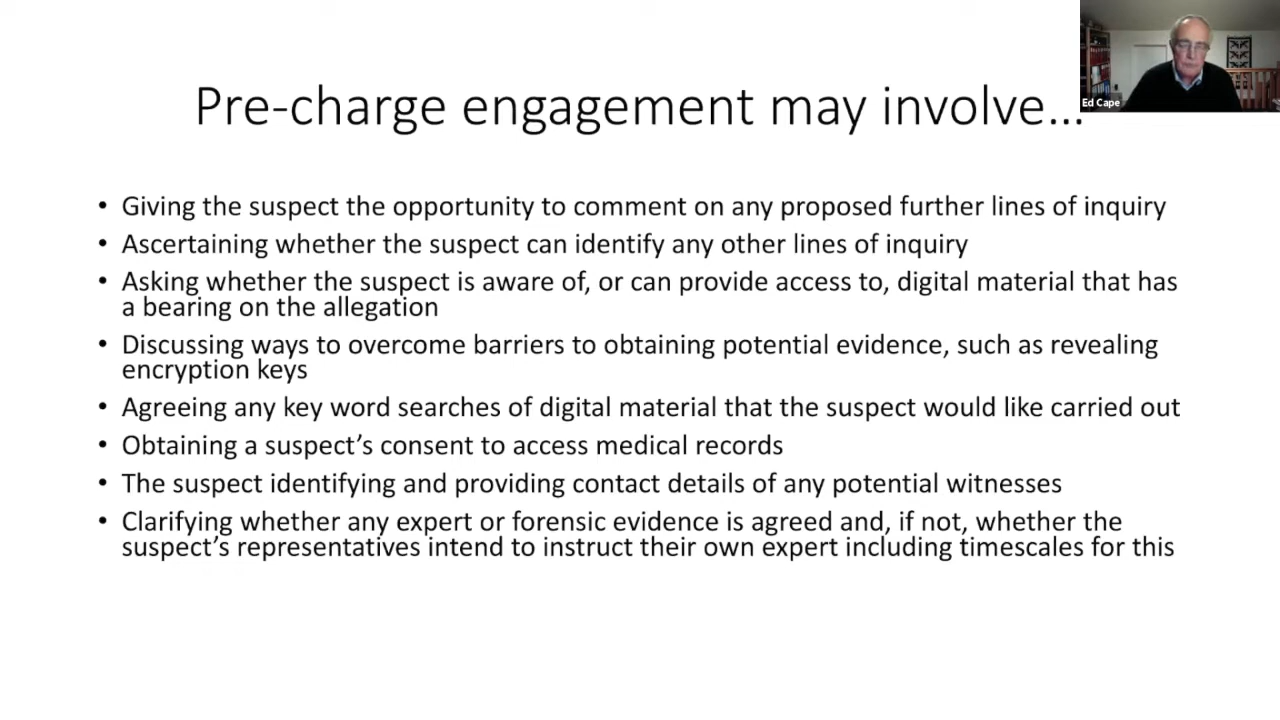 Pre-charge engagement may involve...
Ed Cape
• Giving the suspect the opportunity to comment on any proposed further lines of inquiry
• Ascertaining whether the suspect can identify any other lines of inquiry
• Asking whether the suspect is aware of, or can provide access to, digital material that has
a bearing on the allegation
• Discussing ways to overcome barriers to obtaining potential evidence, such as revealing
encryption keys
• Agreeing any key word searches of digital material that the suspect would like carried out
• Obtaining a suspect’s consent to access medical records
• The suspect identifying and providing contact details of any potential witnesses
• Clarifying whether any expert or forensic evidence is agreed and, if not, whether the
suspect’s representatives intend to instruct their own expert including timescales for this